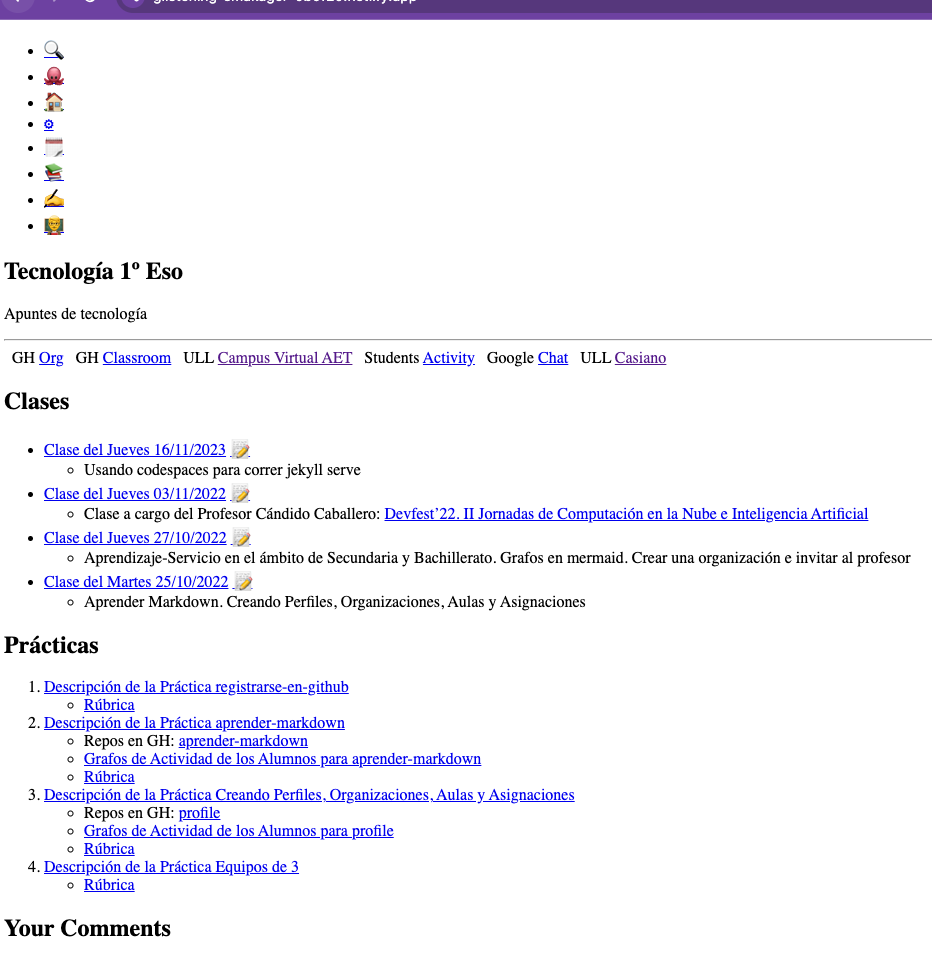 Tecnología 1º Eso
Apuntes de tecnología
GH Org GH Classroom ULL Campus Virtual AET Students Activity Google Chat ULL Casiano
Clases
Clase del Jueves 16/11/2023
Usando codespaces para correr jekyll serve
Clase del Jueves 03/11/2022
Clase a cargo del Profesor Cándido Caballero: Devfest’22. II Jornadas de Computación en la Nube e Inteligencia Artificial
Clase del Jueves 27/10/2022
Aprendizaje-Servicio en el ámbito de Secundaria y Bachillerato. Grafos en mermaid. Crear una organización e invitar al profesor
Clase del Martes 25/10/2022
Aprender Markdown. Creando Perfiles, Organizaciones, Aulas y Asignaciones
Prácticas
1. Descripción de la Práctica registrarse-en-github
Rúbrica
2. Descripción de la Práctica aprender-markdown
Repos en GH: aprender-markdown
Grafos de Actividad de los Alumnos para aprender-markdown
Rúbrica
3. Descripción de la Práctica Creando Perfiles, Organizaciones, Aulas y Asignaciones
Repos en GH: profile
Grafos de Actividad de los Alumnos para profile
Rúbrica
4. Descripción de la Práctica Equipos de 3
Rúbrica
Your Comments